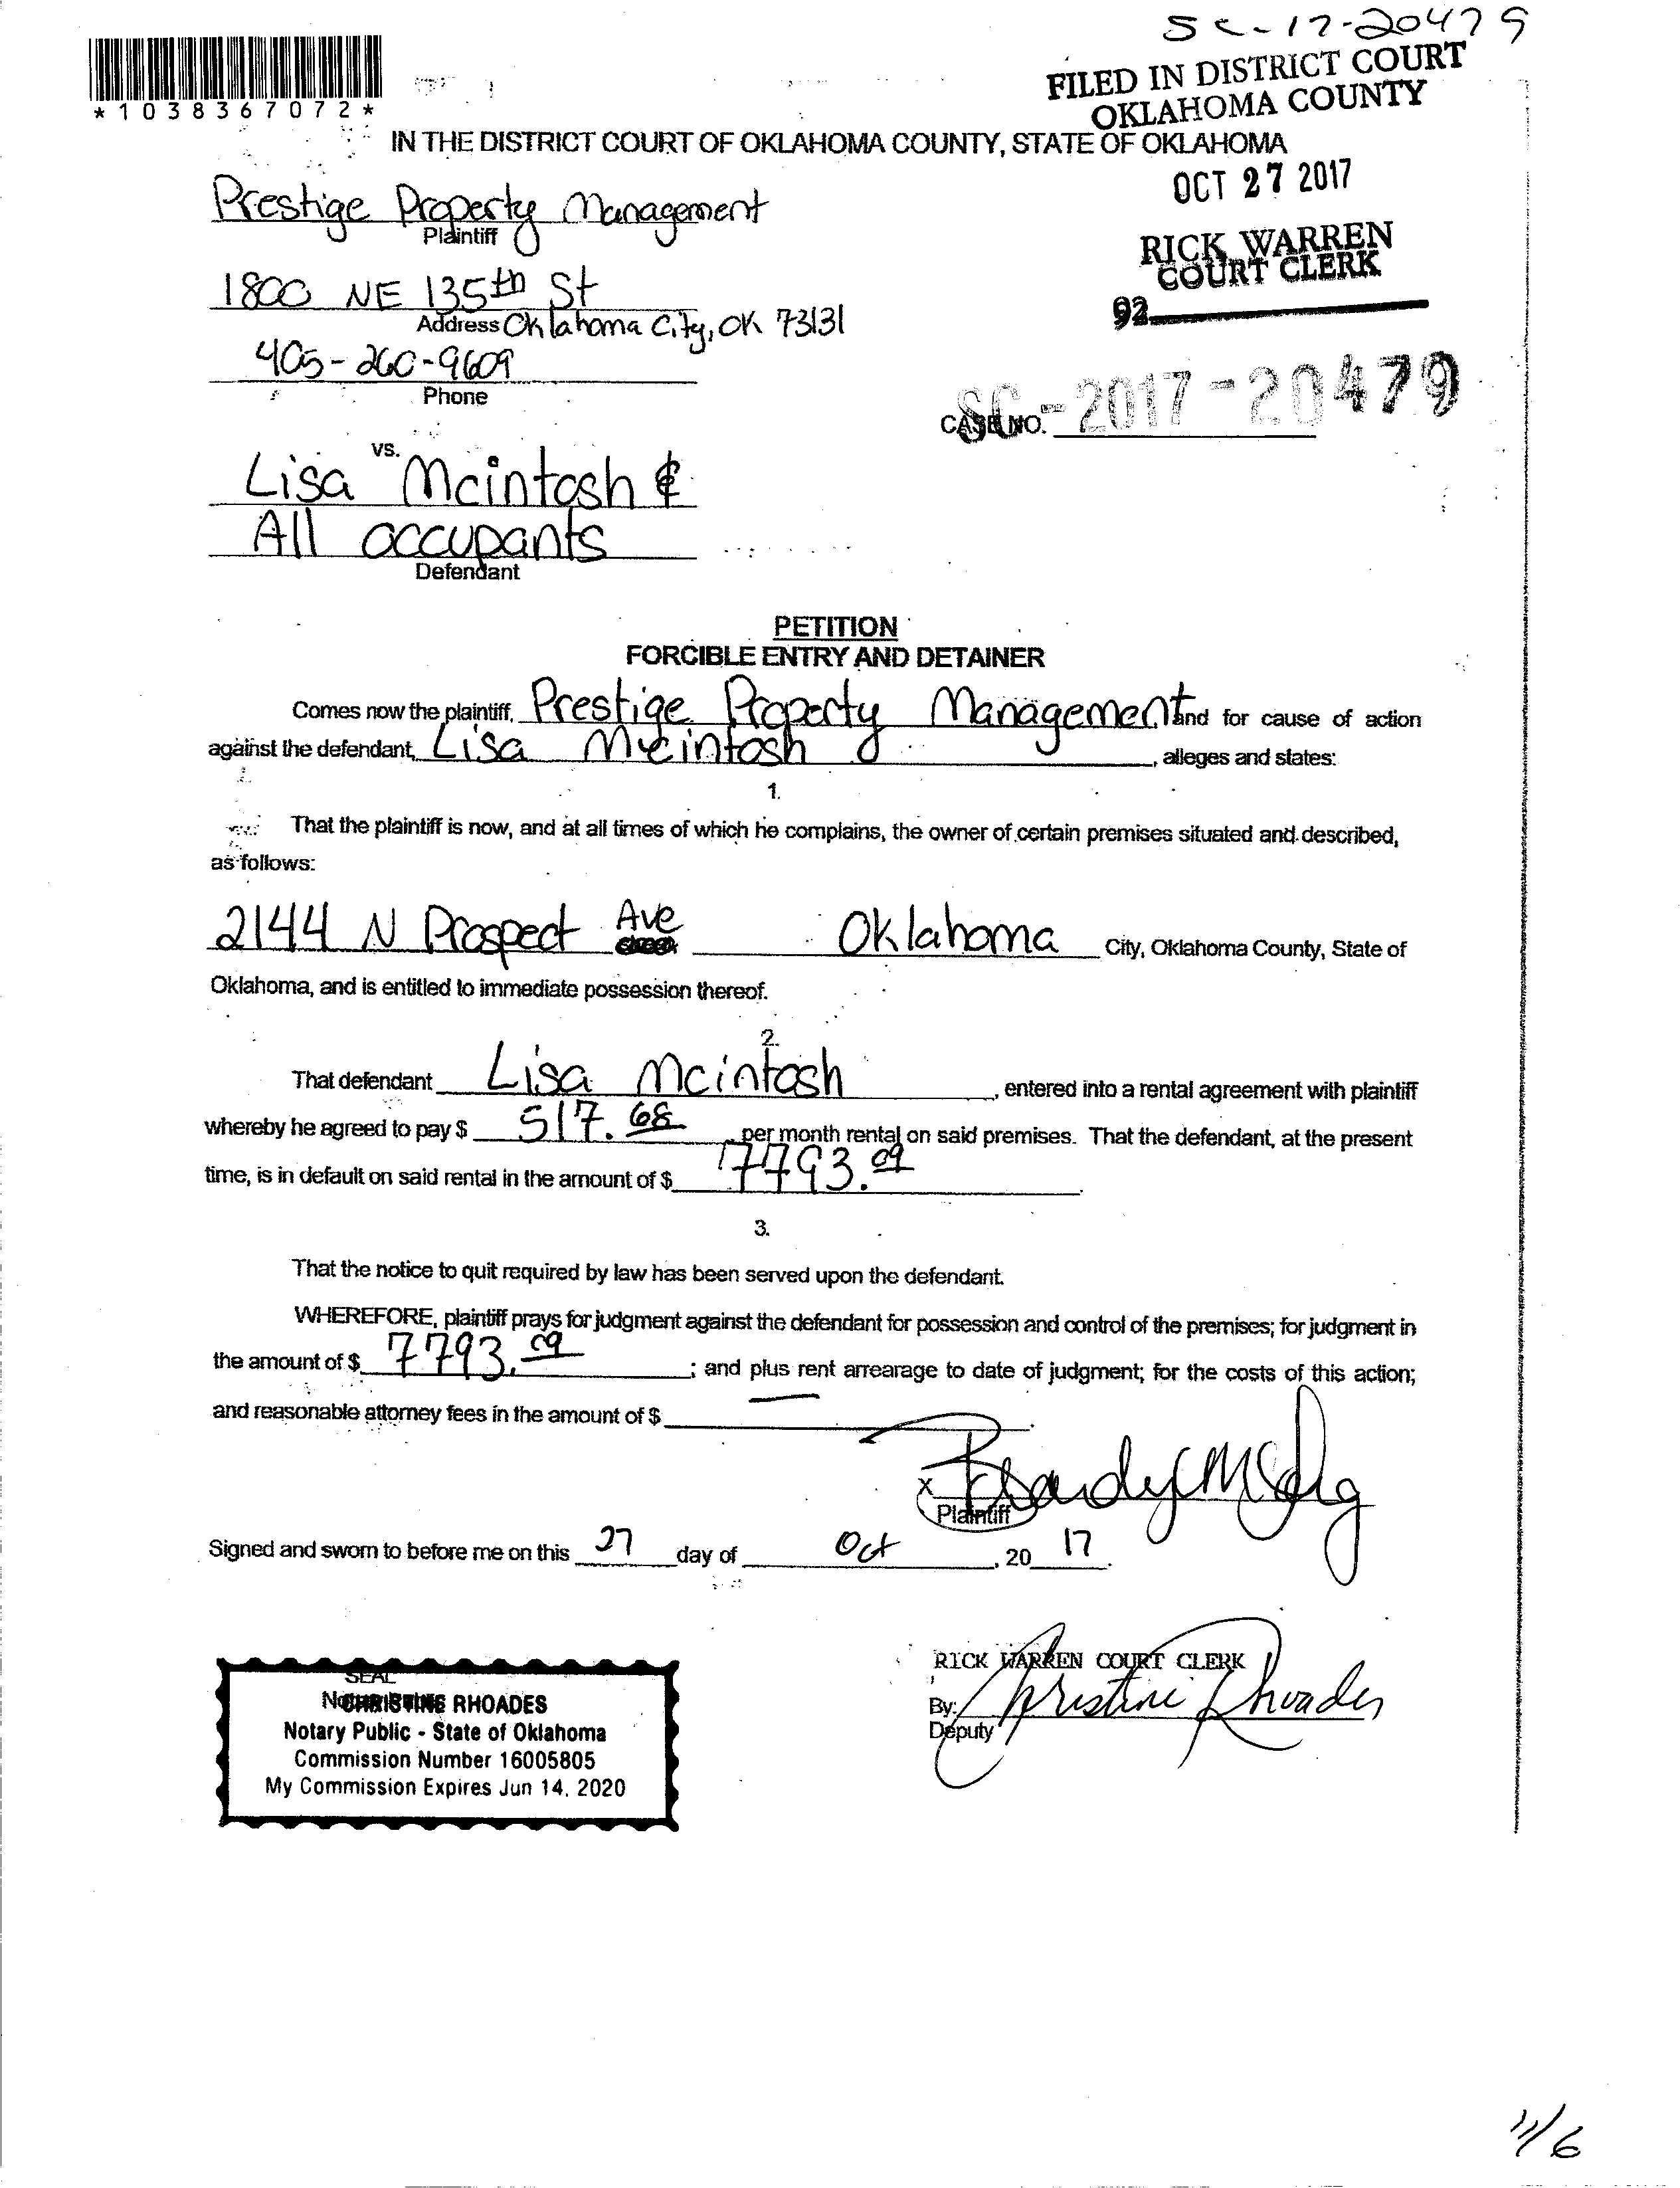 SC-17-20479
FILED IN DISTRICT COURT
OKLAHOMA COUNTY
*1038367072*
IN THE DISTRICT COURT OF OKLAHOMA COUNTY, STATE OF OKLAHOMA
OCT 27 2017
Prestige Property Management
Plaintiff
RICK WARREN
COURT CLERK
92
1800 NE 135th St
Address Oklahoma City, OK 73131
405-260-9609
Phone
SC-2017-20479
CASE NO.
vs.
Lisa Mcintosh &
All occupants
Defendant
PETITION
FORCIBLE ENTRY AND DETAINER
Comes now the plaintiff, Prestige Property Management and for cause of action
against the defendant, Lisa Mcintosh, alleges and states:
1.
That the plaintiff is now, and at all times of which he complains, the owner of certain premises situated and described,
as follows:
2144 N Prospect Ave Oklahoma City, Oklahoma County, State of
Oklahoma, and is entitled to immediate possession thereof.
2.
That defendant Lisa Mcintosh, entered into a rental agreement with plaintiff
whereby he agreed to pay $ 517.68 per month rental on said premises. That the defendant, at the present
time, is in default on said rental in the amount of $ 7793.09.
3.
That the notice to quit required by law has been served upon the defendant.
WHEREFORE, plaintiff prays for judgment against the defendant for possession and control of the premises; for judgment in
the amount of $ 7793.09; and plus rent arrearage to date of judgment; for the costs of this action;
and reasonable attorney fees in the amount of $ —.
X
Plaintiff
Signed and sworn to before me on this 27 day of Oct, 20 17.
RICK WARREN COURT CLERK
By: Christine Rhoades
Deputy
SEAL
CHRISTINE RHOADES
Notary Public - State of Oklahoma
Commission Number 16005805
My Commission Expires Jun 14, 2020
11/6